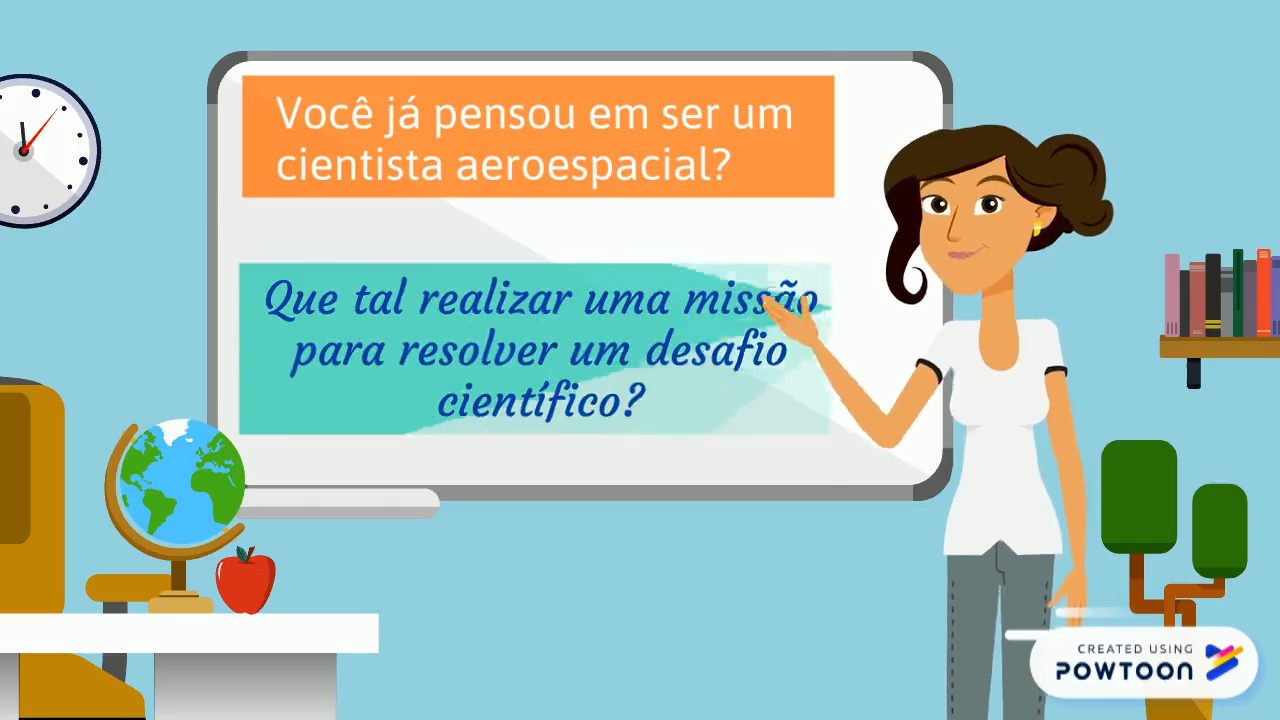 Você já pensou em ser um
cientista aeroespacial?
Que tal realizar uma missão
para resolver um desafio
científico?
CREATED USING
POWTOON